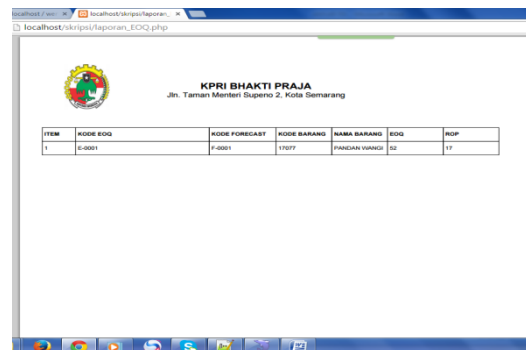 localhost / we
localhost/skripsi/laporan_
localhost/skripsi/laporan_EOQ.php
KPRI BHAKTI PRAJA
Jln. Taman Menteri Supeno 2, Kota Semarang
ITEM KODE EOQ KODE FORECAST KODE BARANG NAMA BARANG EOQ ROP
1 E-0001 F-0001 17077 PANDAN WANGI 52 17